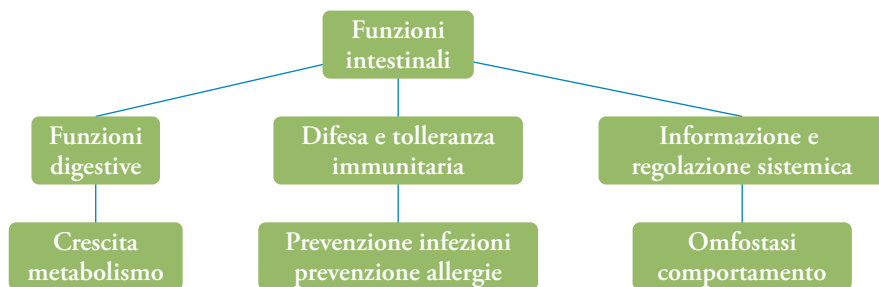 Funzioni
intestinali
Funzioni
digestive
Difesa e tolleranza
immunitaria
Informazione e
regolazione sistemica
Crescita
metabolismo
Prevenzione infezioni
prevenzione allergie
Omfostasi
comportamento